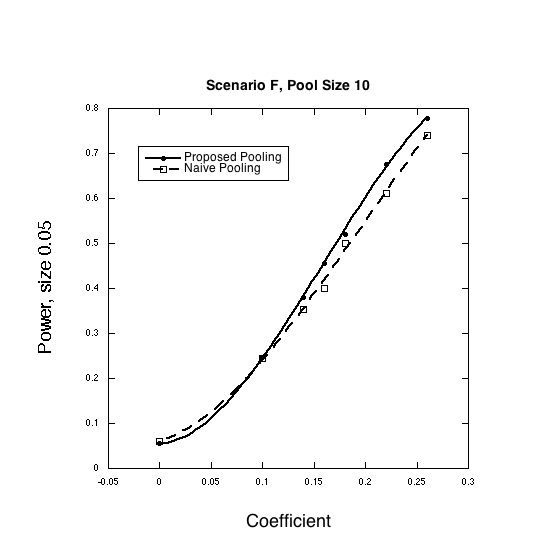 Scenario F, Pool Size 10
0.8
0.7
0.6
0.5
0.4
0.3
0.2
0.1
0
Power, size 0.05
Proposed Pooling
Naive Pooling
-0.05 0 0.05 0.1 0.15 0.2 0.25 0.3
Coefficient